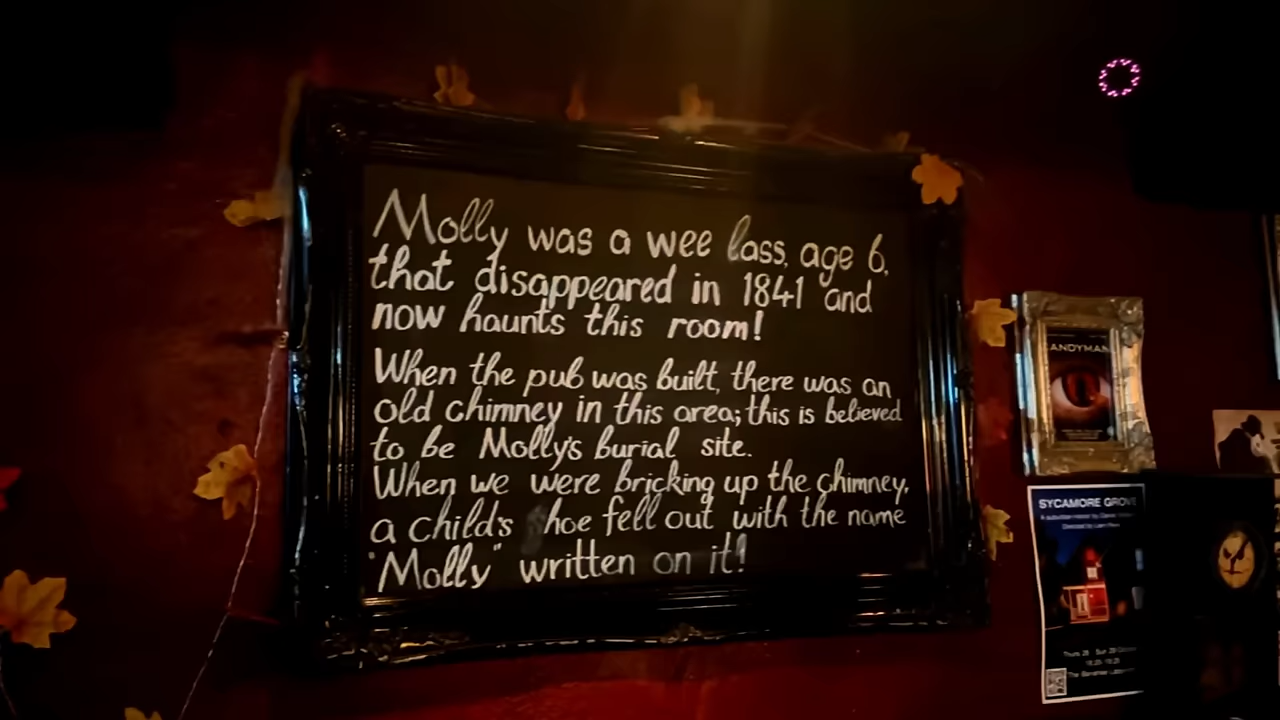 Molly was a wee lass, age 6,
that disappeared in 1841 and
now haunts this room!
When the pub was built, there was an
old chimney in this area; this is believed
to be Molly's burial site.
When we were bricking up the chimney,
a child's shoe fell out with the name
"Molly" written on it!
ANDYMAN
SYCAMORE GROVE